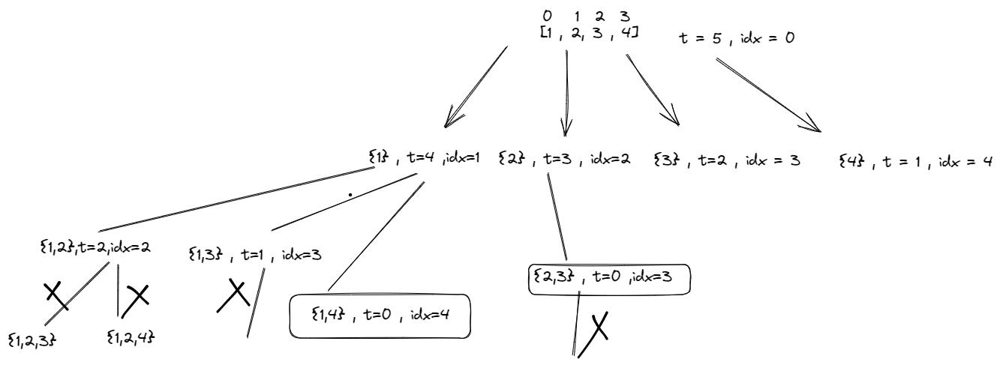 0 1 2 3
[1 , 2, 3 , 4]
t = 5 , idx = 0
{1} , t=4 ,idx=1
{2} , t=3 , idx=2
{3} , t=2 , idx = 3
{4} , t = 1 , idx = 4
{1,2},t=2,idx=2
{1,3} , t=1 , idx=3
{2,3} , t=0 ,idx=3
{1,4} , t=0 , idx=4
{1,2,3}
{1,2,4}